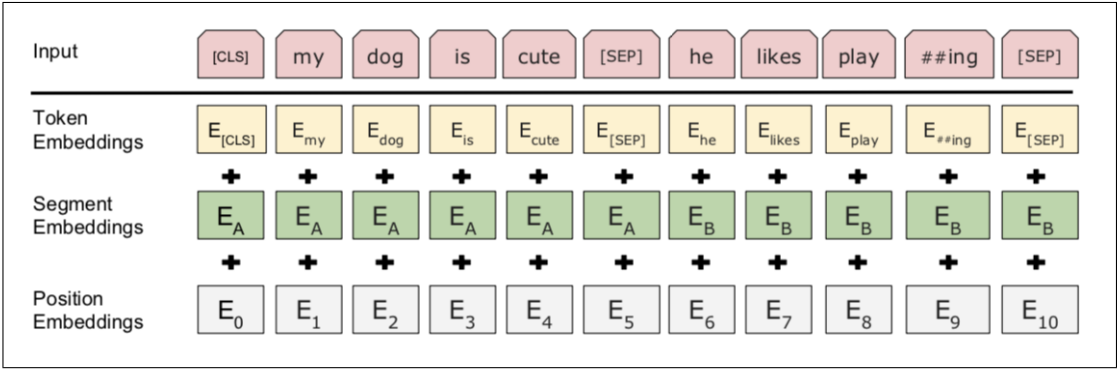 Input [CLS] my dog is cute [SEP] he likes play ##ing [SEP]
Token
Embeddings E[CLS] Emy Edog Eis Ecute E[SEP] Ehe Elikes Eplay E##ing E[SEP]
+ + + + + + + + + + +
Segment
Embeddings EA EA EA EA EA EA EB EB EB EB EB
+ + + + + + + + + + +
Position
Embeddings E0 E1 E2 E3 E4 E5 E6 E7 E8 E9 E10